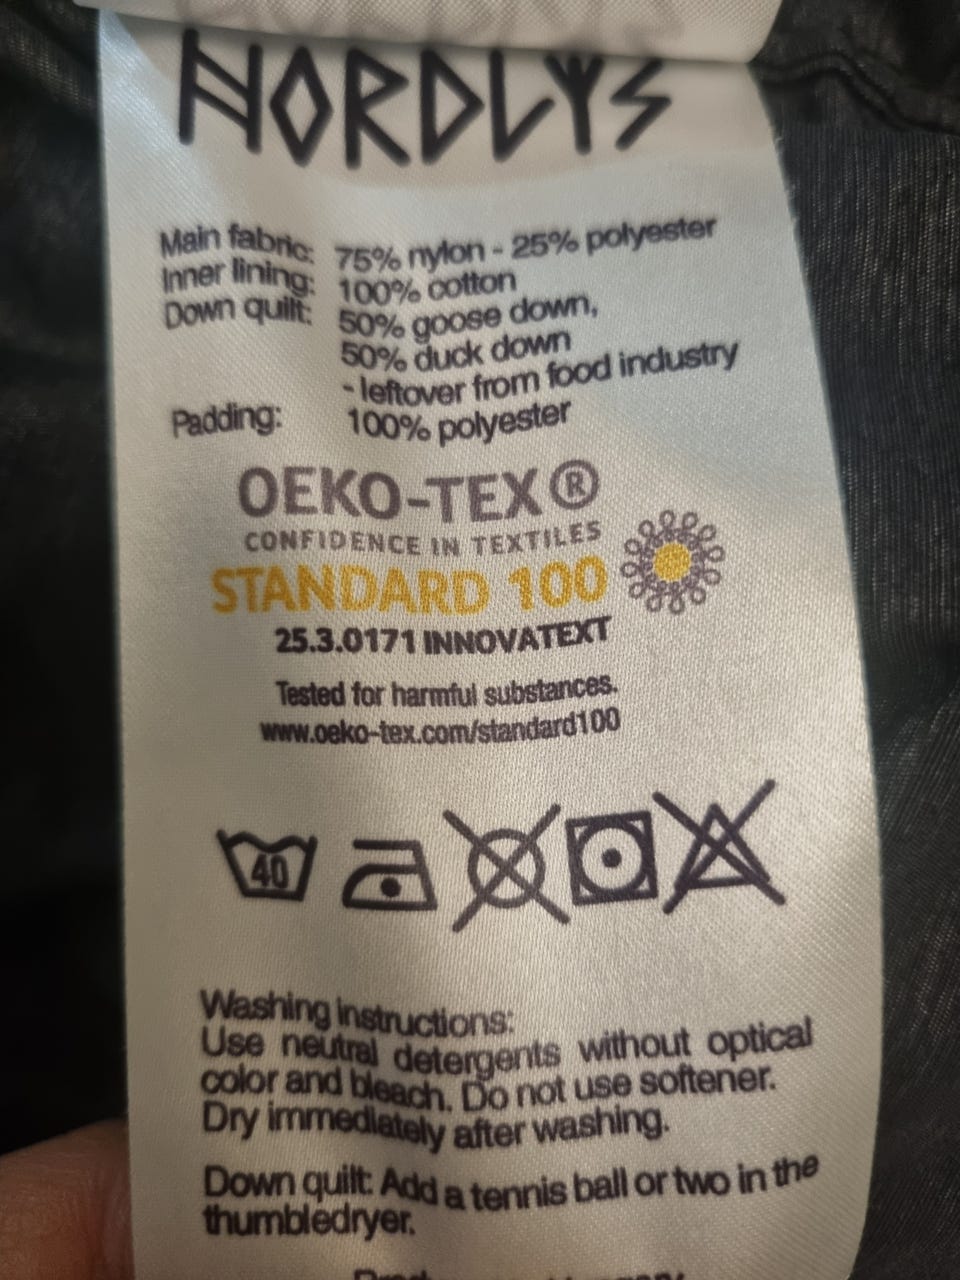 NORDLYS
Main fabric: 75% nylon - 25% polyester
Inner lining: 100% cotton
Down quilt: 50% goose down,
50% duck down
- leftover from food industry
Padding: 100% polyester
OEKO-TEX®
CONFIDENCE IN TEXTILES
STANDARD 100
25.3.0171 INNOVATEXT
Tested for harmful substances.
www.oeko-tex.com/standard100
40
Washing instructions:
Use neutral detergents without optical
color and bleach. Do not use softener.
Dry immediately after washing.
Down quilt: Add a tennis ball or two in the
thumbledryer.